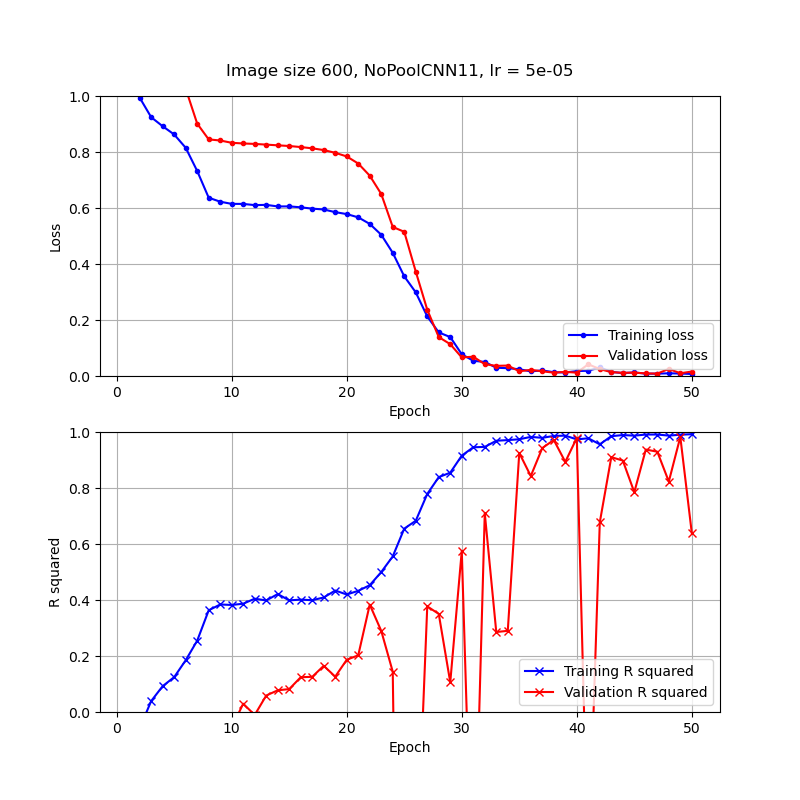 Image size 600, NoPoolCNN11, lr = 5e-05
1.0
0.8
0.6
0.4
0.2
0.0
Loss
Training loss
Validation loss
0 10 20 30 40 50
Epoch
1.0
0.8
0.6
0.4
0.2
0.0
R squared
Training R squared
Validation R squared
0 10 20 30 40 50
Epoch